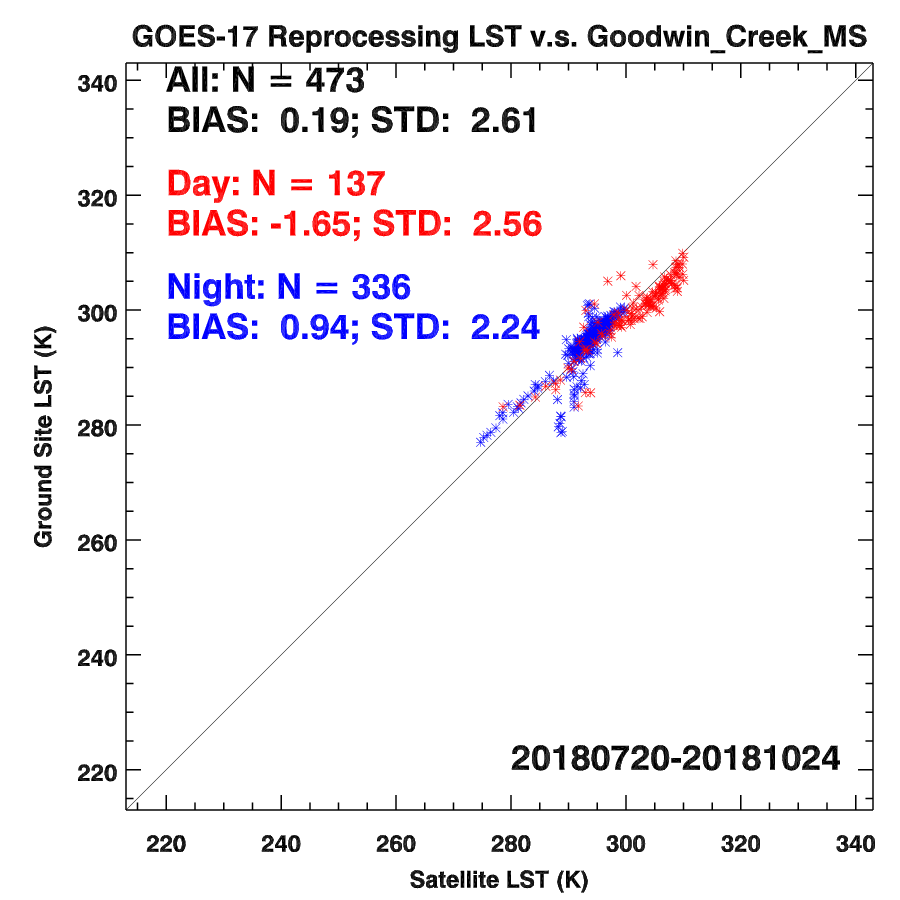 GOES-17 Reprocessing LST v.s. Goodwin_Creek_MS
All: N = 473
BIAS: 0.19; STD: 2.61
Day: N = 137
BIAS: -1.65; STD: 2.56
Night: N = 336
BIAS: 0.94; STD: 2.24
340
320
300
280
260
240
220
Ground Site LST (K)
20180720-20181024
220 240 260 280 300 320 340
Satellite LST (K)